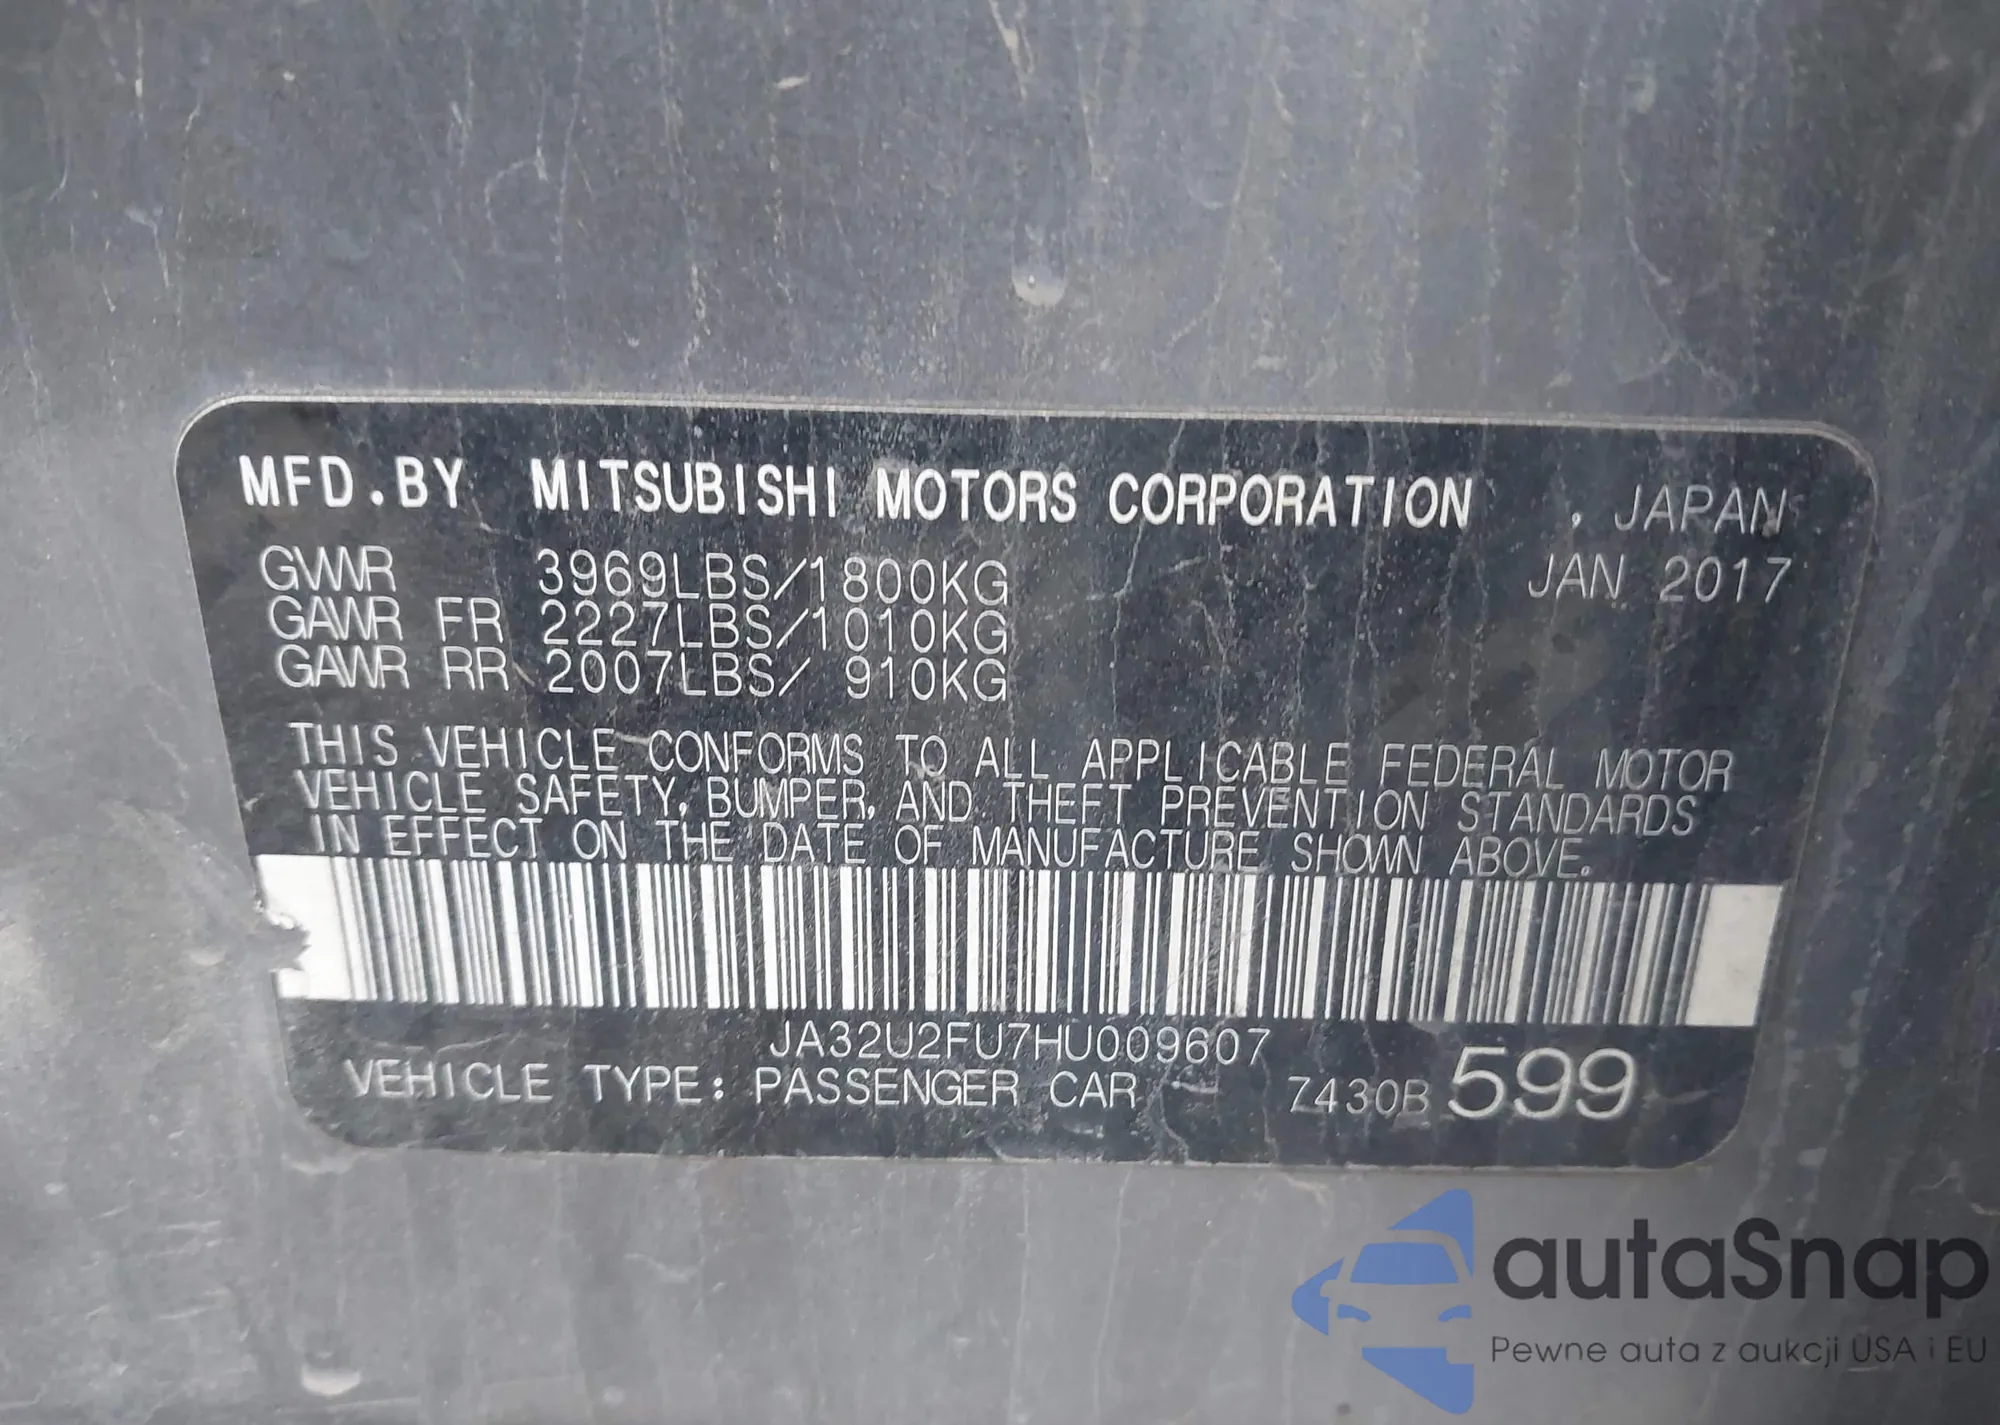 MFD.BY MITSUBISHI MOTORS CORPORATION , JAPAN
GVWR 3969LBS/1800KG JAN 2017
GAWR FR 2227LBS/1010KG
GAWR RR 2007LBS/ 910KG
THIS VEHICLE CONFORMS TO ALL APPLICABLE FEDERAL MOTOR
VEHICLE SAFETY, BUMPER, AND THEFT PREVENTION STANDARDS
IN EFFECT ON THE DATE OF MANUFACTURE SHOWN ABOVE.
JA32U2FU7HU009607
VEHICLE TYPE: PASSENGER CAR Z430B 599
autaSnap
Pewne auta z aukcji USA i EU